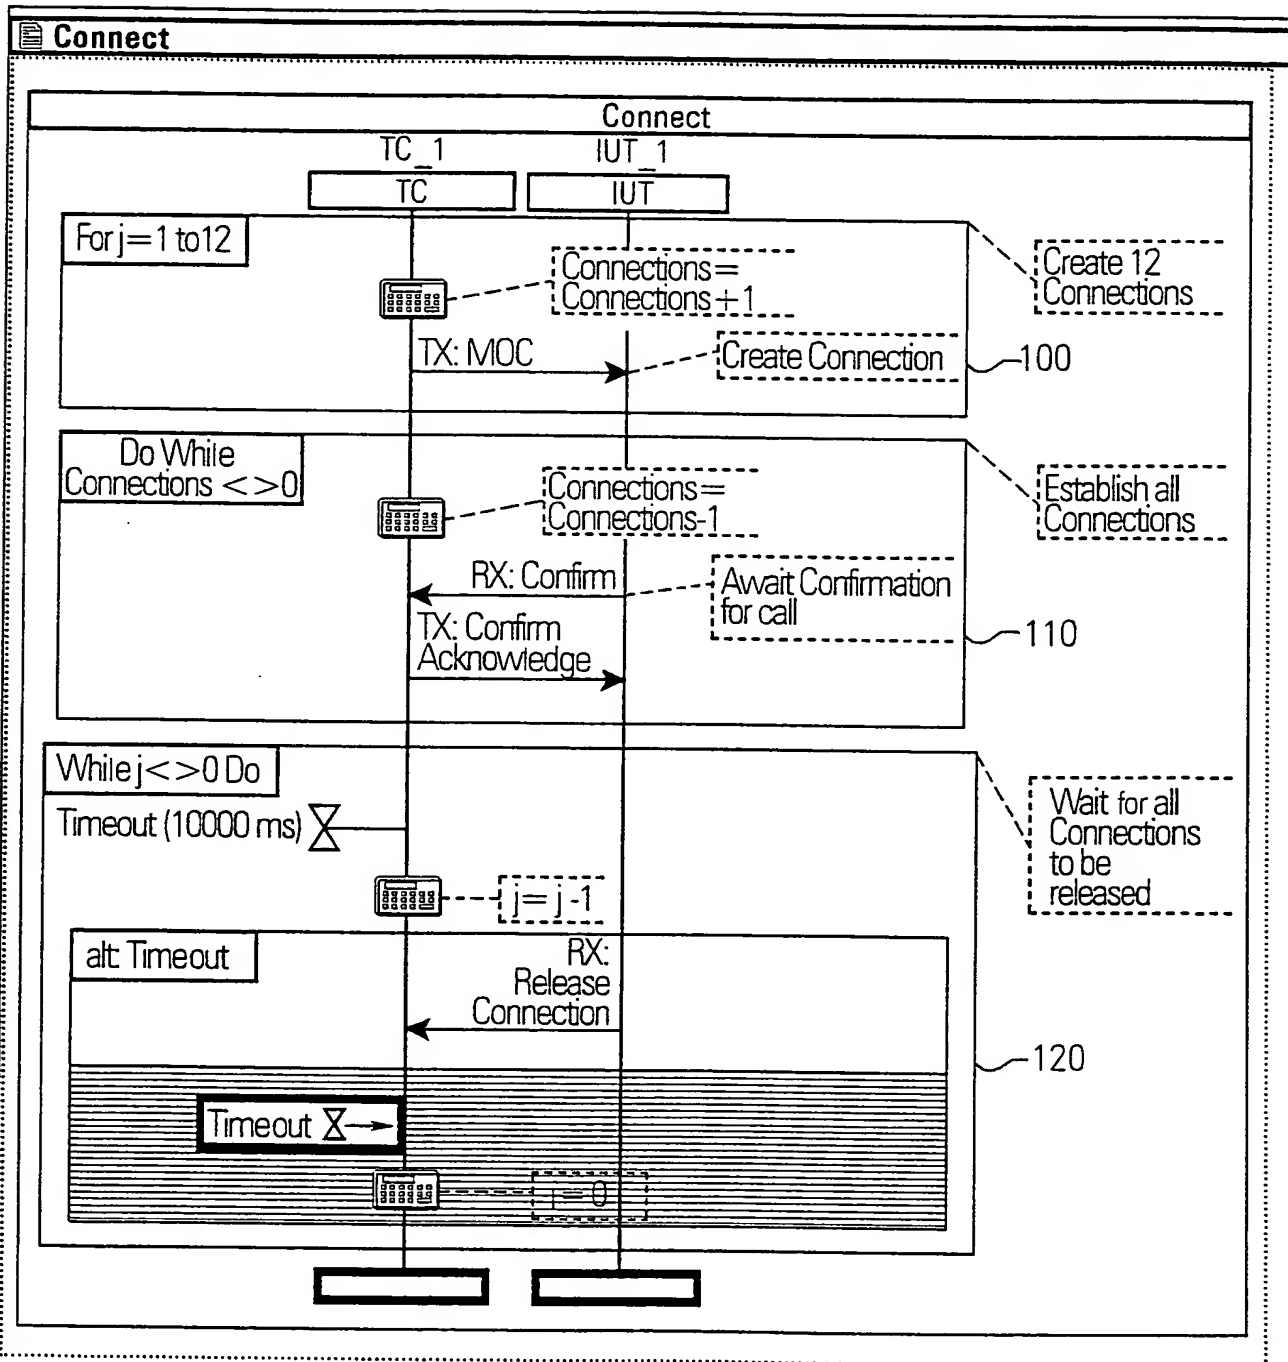 Connect
Connect
TC_1
IUT_1
TC
IUT
For j=1 to12
Connections=
Connections+1
Create 12
Connections
TX: MOC
Create Connection
100
Do While
Connections <>0
Connections=
Connections-1
Establish all
Connections
RX: Confirm
Await Confirmation
for call
TX: Confirm
Acknowledge
110
While j<>0 Do
Timeout (10000 ms)
Wait for all
Connections
to be
released
j= j -1
alt: Timeout
RX:
Release
Connection
120
Timeout
j=0